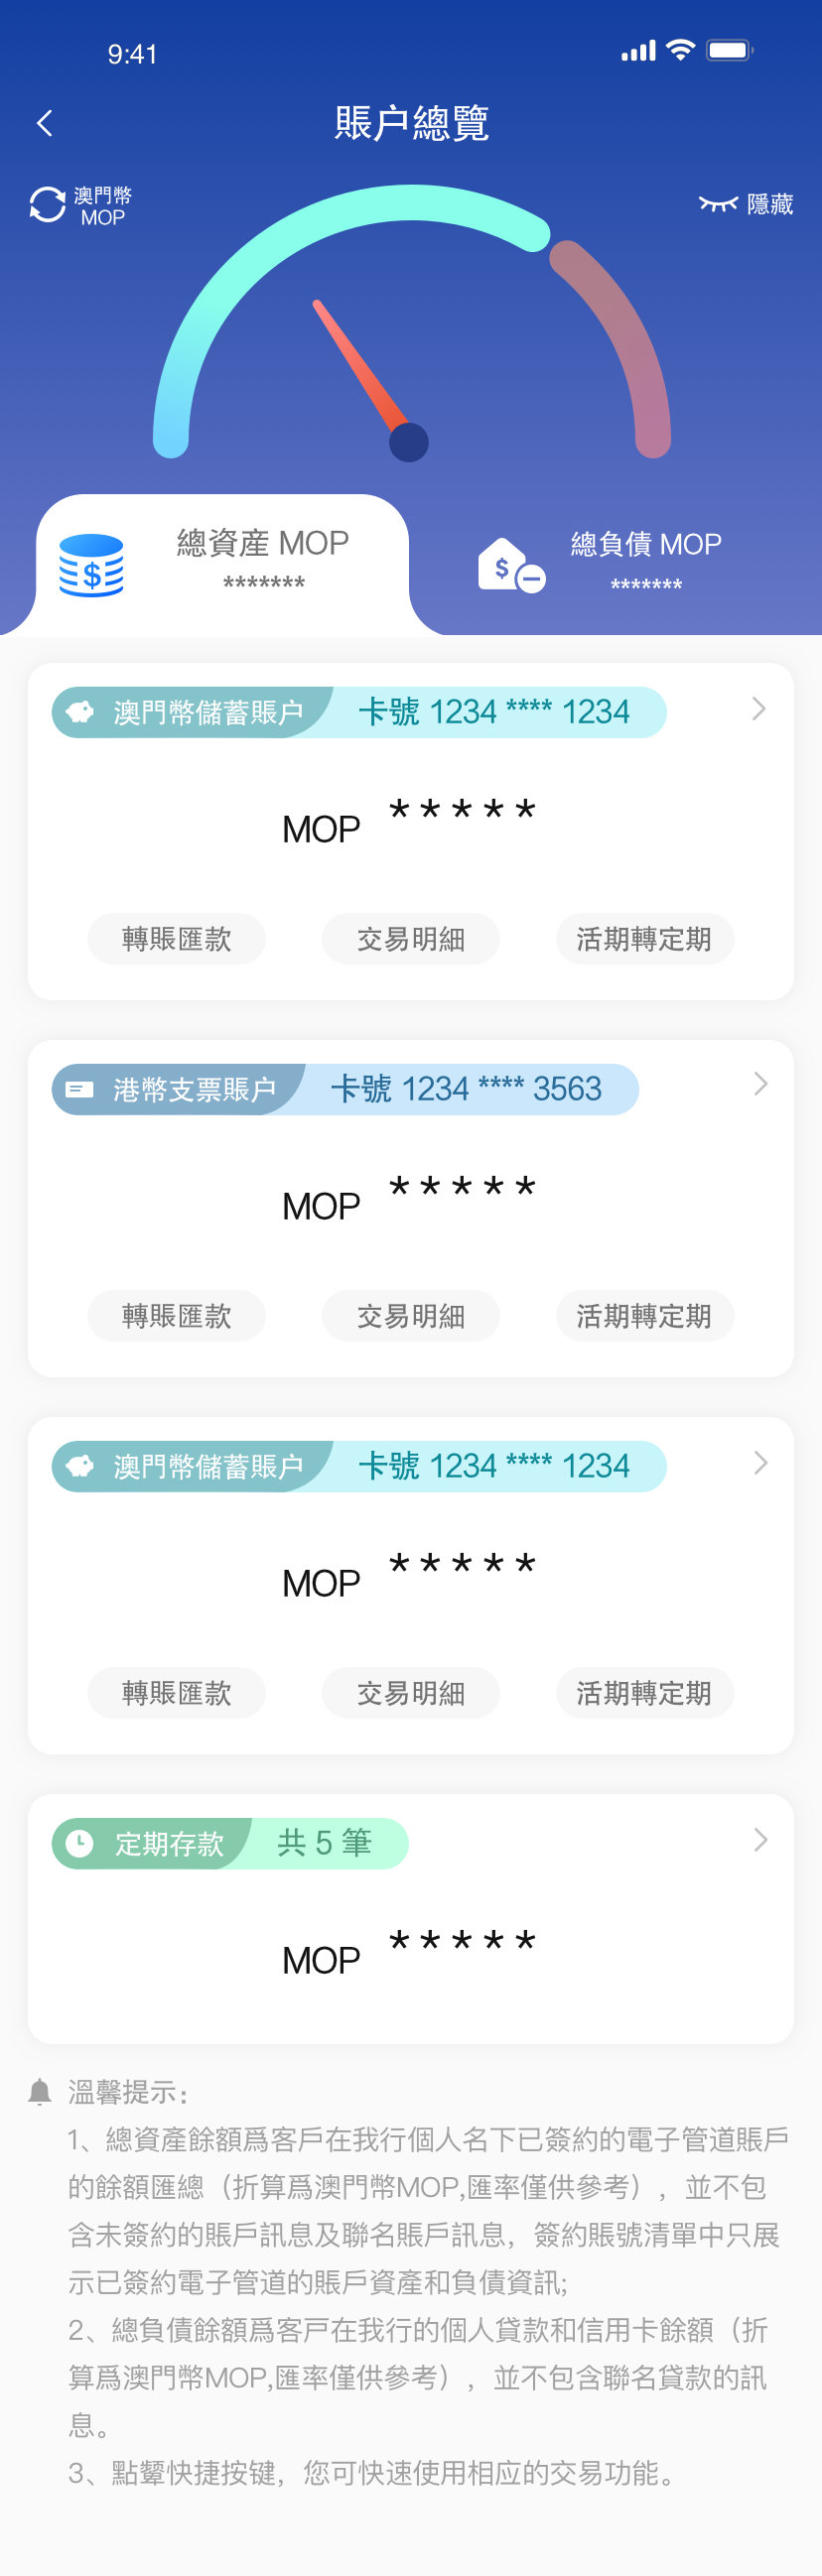 9:41
賬户總覽
澳門幣
MOP
隱藏
$
總資産 MOP
*******
$
總負債 MOP
*******
澳門幣儲蓄賬户
卡號 1234 **** 1234
MOP *****
轉賬匯款
交易明細
活期轉定期
港幣支票賬户
卡號 1234 **** 3563
MOP *****
轉賬匯款
交易明細
活期轉定期
澳門幣儲蓄賬户
卡號 1234 **** 1234
MOP *****
轉賬匯款
交易明細
活期轉定期
定期存款
共 5 筆
MOP *****
溫馨提示：
1、總資產餘額爲客戶在我行個人名下已簽約的電子管道賬戶
的餘額匯總（折算爲澳門幣MOP,匯率僅供參考），並不包
含未簽約的賬戶訊息及聯名賬戶訊息，簽約賬號清單中只展
示已簽約電子管道的賬戶資產和負債資訊;
2、總負債餘額爲客戸在我行的個人貸款和信用卡餘額（折
算爲澳門幣MOP,匯率僅供參考），並不包含聯名貸款的訊
息。
3、點顰快捷按键，您可快速使用相应的交易功能。